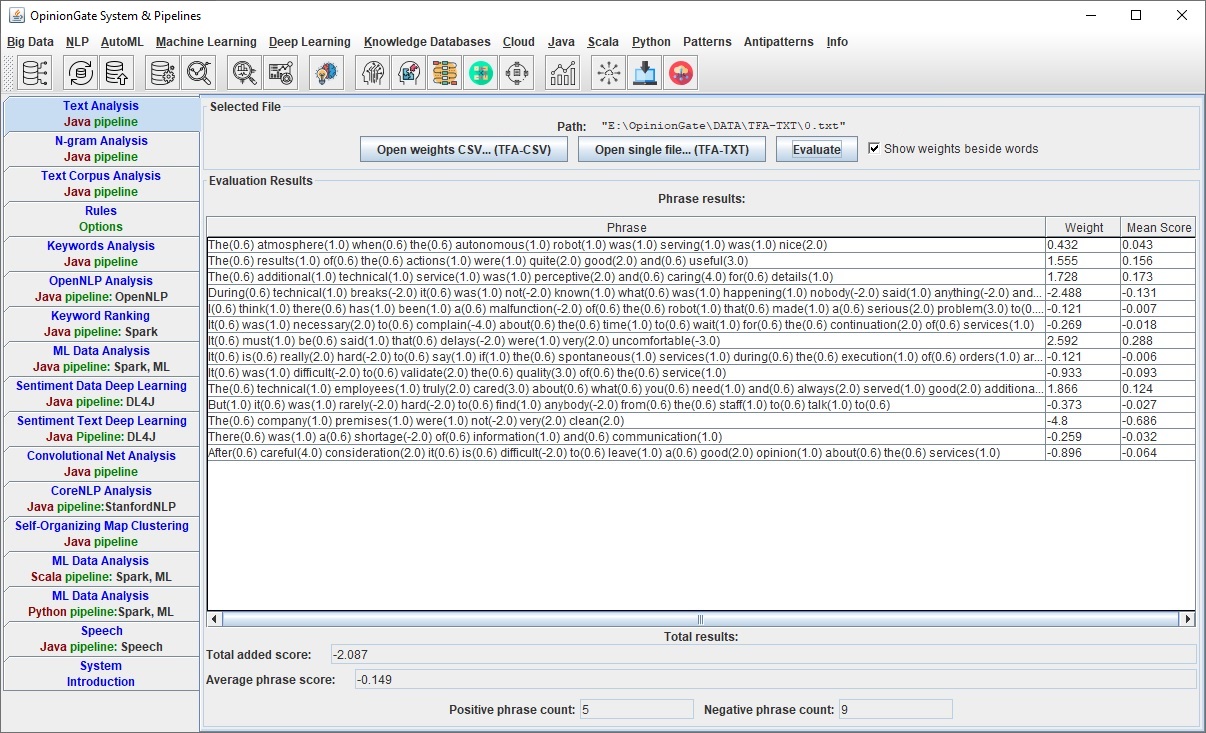 OpinionGate System & Pipelines
Big Data NLP AutoML Machine Learning Deep Learning Knowledge Databases Cloud Java Scala Python Patterns Antipatterns Info
Text Analysis
Java pipeline
N-gram Analysis
Java pipeline
Text Corpus Analysis
Java pipeline
Rules
Options
Keywords Analysis
Java pipeline
OpenNLP Analysis
Java pipeline: OpenNLP
Keyword Ranking
Java pipeline: Spark
ML Data Analysis
Java pipeline: Spark, ML
Sentiment Data Deep Learning
Java pipeline: DL4J
Sentiment Text Deep Learning
Java Pipeline: DL4J
Convolutional Net Analysis
Java pipeline
CoreNLP Analysis
Java pipeline:StanfordNLP
Self-Organizing Map Clustering
Java pipeline
ML Data Analysis
Scala pipeline: Spark, ML
ML Data Analysis
Python pipeline:Spark, ML
Speech
Java pipeline: Speech
System
Introduction
Selected File
Path: "E:\OpinionGate\DATA\TFA-TXT\0.txt"
Open weights CSV... (TFA-CSV) Open single file... (TFA-TXT) Evaluate Show weights beside words
Evaluation Results
Phrase results:
Phrase Weight Mean Score
The(0.6) atmosphere(1.0) when(0.6) the(0.6) autonomous(1.0) robot(1.0) was(1.0) serving(1.0) was(1.0) nice(2.0) 0.432 0.043
The(0.6) results(1.0) of(0.6) the(0.6) actions(1.0) were(1.0) quite(2.0) good(2.0) and(0.6) useful(3.0) 1.555 0.156
The(0.6) additional(1.0) technical(1.0) service(1.0) was(1.0) perceptive(2.0) and(0.6) caring(4.0) for(0.6) details(1.0) 1.728 0.173
During(0.6) technical(1.0) breaks(-2.0) it(0.6) was(1.0) not(-2.0) known(1.0) what(0.6) was(1.0) happening(1.0) nobody(-2.0) said(1.0) anything(-2.0) and... -2.488 -0.131
I(0.6) think(1.0) there(0.6) has(1.0) been(1.0) a(0.6) malfunction(-2.0) of(0.6) the(0.6) robot(1.0) that(0.6) made(1.0) a(0.6) serious(2.0) problem(3.0) to(0.... -0.121 -0.007
It(0.6) was(1.0) necessary(2.0) to(0.6) complain(-4.0) about(0.6) the(0.6) time(1.0) to(0.6) wait(1.0) for(0.6) the(0.6) continuation(2.0) of(0.6) services(1.0) -0.269 -0.018
It(0.6) must(1.0) be(0.6) said(1.0) that(0.6) delays(-2.0) were(1.0) very(2.0) uncomfortable(-3.0) 2.592 0.288
It(0.6) is(0.6) really(2.0) hard(-2.0) to(0.6) say(1.0) if(1.0) the(0.6) spontaneous(1.0) services(1.0) during(0.6) the(0.6) execution(1.0) of(0.6) orders(1.0) ar... -0.121 -0.006
It(0.6) was(1.0) difficult(-2.0) to(0.6) validate(2.0) the(0.6) quality(3.0) of(0.6) the(0.6) service(1.0) -0.933 -0.093
The(0.6) technical(1.0) employees(1.0) truly(2.0) cared(3.0) about(0.6) what(0.6) you(0.6) need(1.0) and(0.6) always(2.0) served(1.0) good(2.0) additiona... 1.866 0.124
But(1.0) it(0.6) was(1.0) rarely(-2.0) hard(-2.0) to(0.6) find(1.0) anybody(-2.0) from(0.6) the(0.6) staff(1.0) to(0.6) talk(1.0) to(0.6) -0.373 -0.027
The(0.6) company(1.0) premises(1.0) were(1.0) not(-2.0) very(2.0) clean(2.0) -4.8 -0.686
There(0.6) was(1.0) a(0.6) shortage(-2.0) of(0.6) information(1.0) and(0.6) communication(1.0) -0.259 -0.032
After(0.6) careful(4.0) consideration(2.0) it(0.6) is(0.6) difficult(-2.0) to(0.6) leave(1.0) a(0.6) good(2.0) opinion(1.0) about(0.6) the(0.6) services(1.0) -0.896 -0.064
Total results:
Total added score: -2.087
Average phrase score: -0.149
Positive phrase count: 5 Negative phrase count: 9